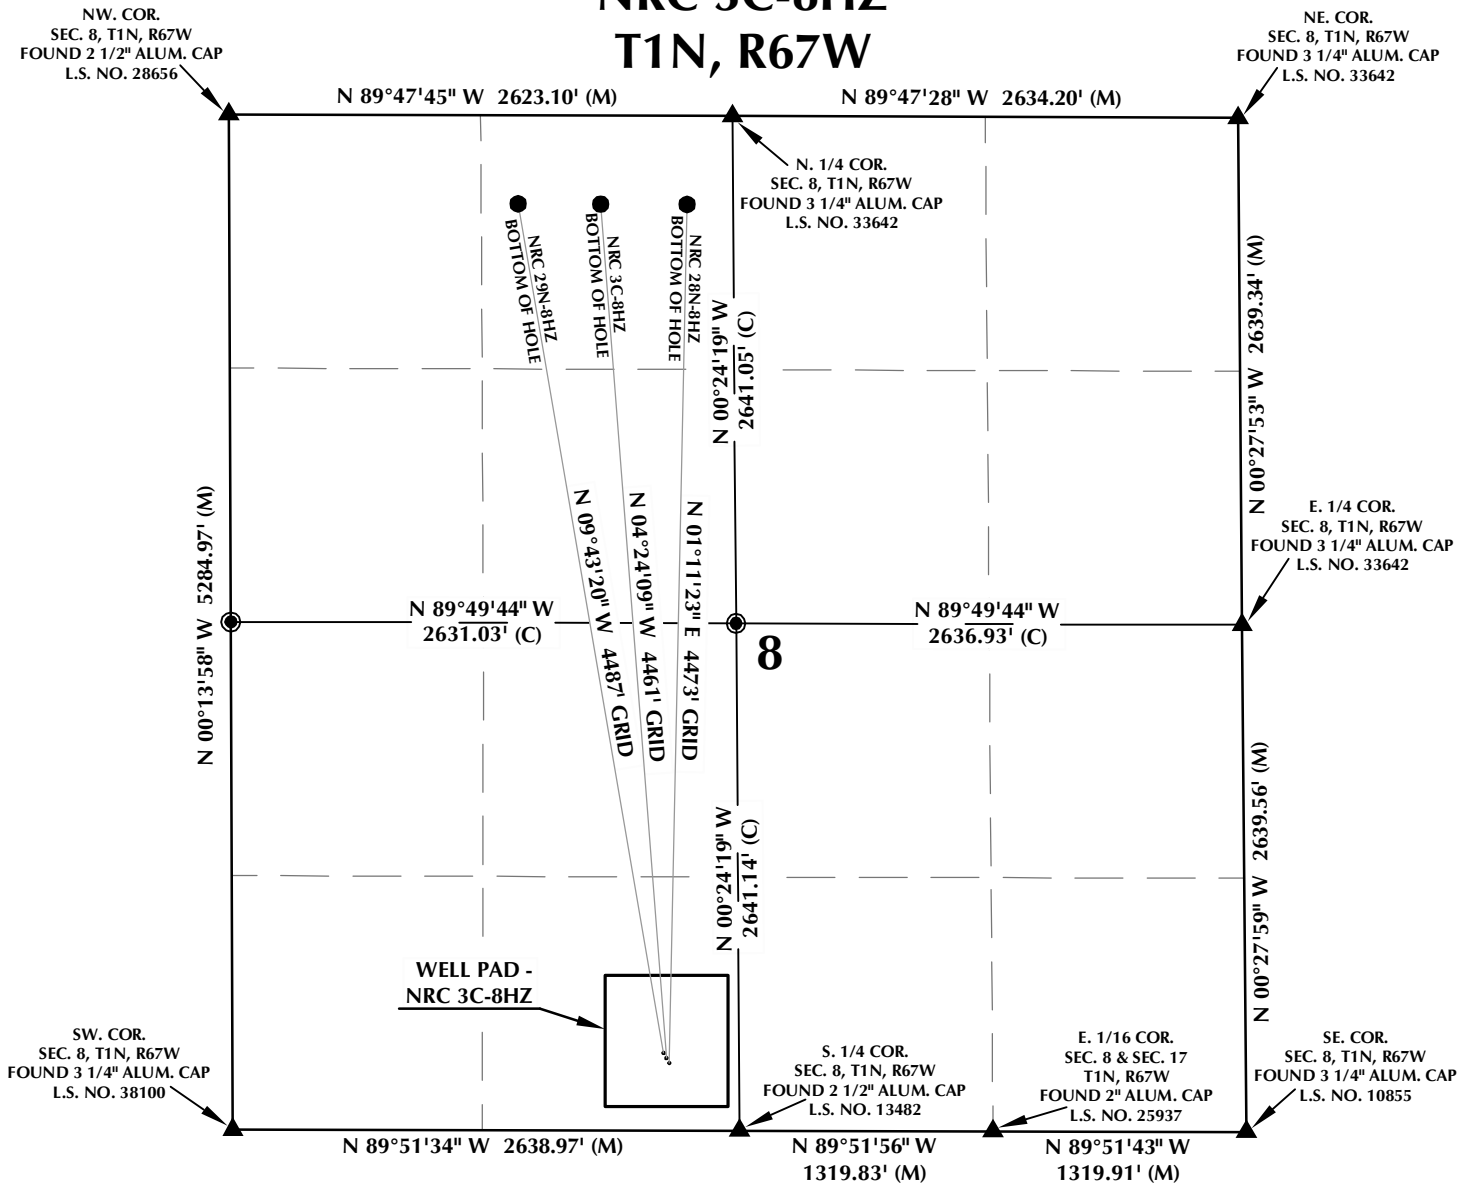 NRC 3C-8HZ
T1N, R67W
NW. COR.
SEC. 8, T1N, R67W
FOUND 2 1/2" ALUM. CAP
L.S. NO. 28656
NE. COR.
SEC. 8, T1N, R67W
FOUND 3 1/4" ALUM. CAP
L.S. NO. 33642
N 89°47'45" W 2623.10' (M)
N 89°47'28" W 2634.20' (M)
N. 1/4 COR.
SEC. 8, T1N, R67W
FOUND 3 1/4" ALUM. CAP
L.S. NO. 33642
NRC 29N-8HZ
BOTTOM OF HOLE
NRC 3C-8HZ
BOTTOM OF HOLE
NRC 28N-8HZ
BOTTOM OF HOLE
N 00°24'19" W
2641.05' (C)
N 00°27'53" W 2639.34' (M)
N 00°13'58" W 5284.97' (M)
N 09°43'20" W 4487' GRID
N 04°24'09" W 4461' GRID
N 01°11'23" E 4473' GRID
E. 1/4 COR.
SEC. 8, T1N, R67W
FOUND 3 1/4" ALUM. CAP
L.S. NO. 33642
N 89°49'44" W
2631.03' (C)
N 89°49'44" W
2636.93' (C)
8
N 00°24'19" W
2641.14' (C)
N 00°27'59" W 2639.56' (M)
WELL PAD -
NRC 3C-8HZ
SW. COR.
SEC. 8, T1N, R67W
FOUND 3 1/4" ALUM. CAP
L.S. NO. 38100
S. 1/4 COR.
SEC. 8, T1N, R67W
FOUND 2 1/2" ALUM. CAP
L.S. NO. 13482
E. 1/16 COR.
SEC. 8 & SEC. 17
T1N, R67W
FOUND 2" ALUM. CAP
L.S. NO. 25937
SE. COR.
SEC. 8, T1N, R67W
FOUND 3 1/4" ALUM. CAP
L.S. NO. 10855
N 89°51'34" W 2638.97' (M)
N 89°51'56" W
1319.83' (M)
N 89°51'43" W
1319.91' (M)